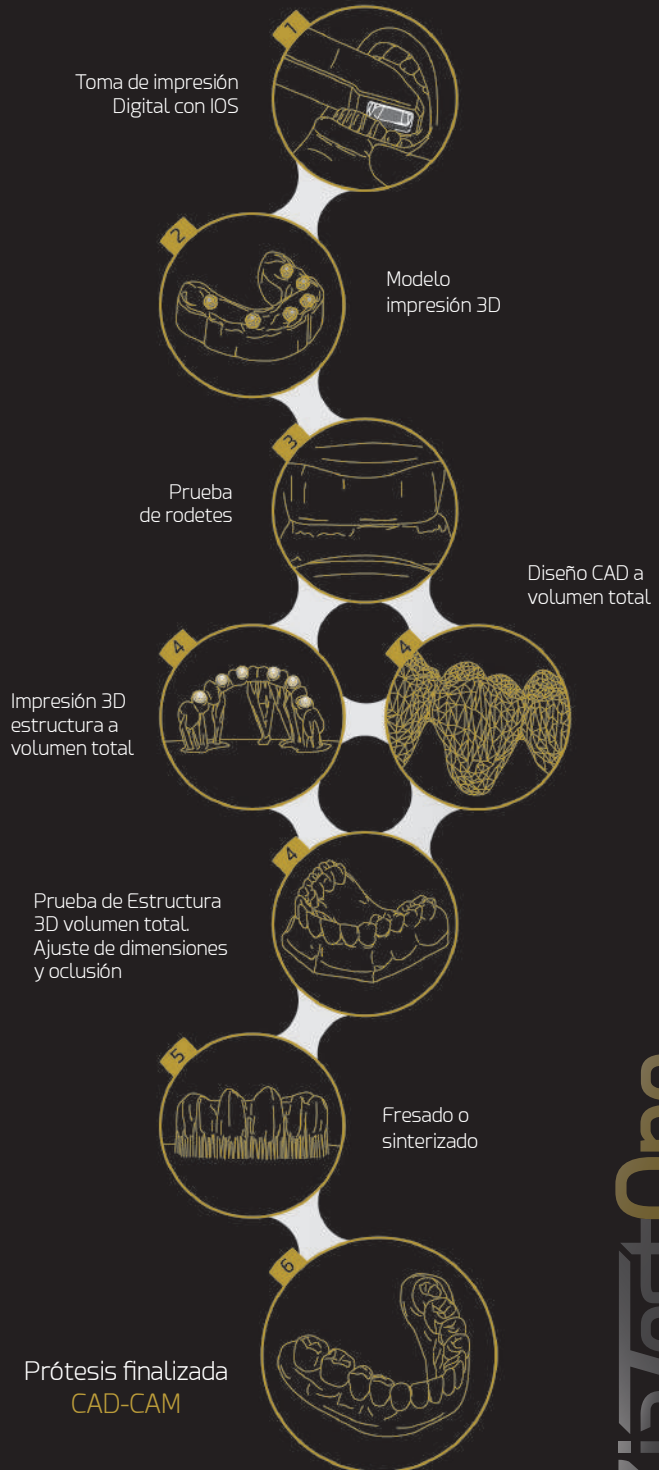 1
Toma de impresión
Digital con IOS
2
Modelo
impresión 3D
3
Prueba
de rodetes
Diseño CAD a
volumen total
4
4
Impresión 3D
estructura a
volumen total
4
Prueba de Estructura
3D volumen total.
Ajuste de dimensiones
y oclusión
5
Fresado o
sinterizado
6
Prótesis finalizada
CAD-CAM